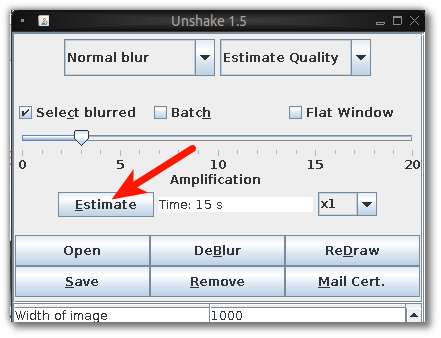 Unshake 1.5
Normal blur Estimate Quality
Select blurred Batch Flat Window
0 5 10 15 20
Amplification
Estimate Time: 15 s x1
Open DeBlur ReDraw
Save Remove Mail Cert.
Width of image 1000